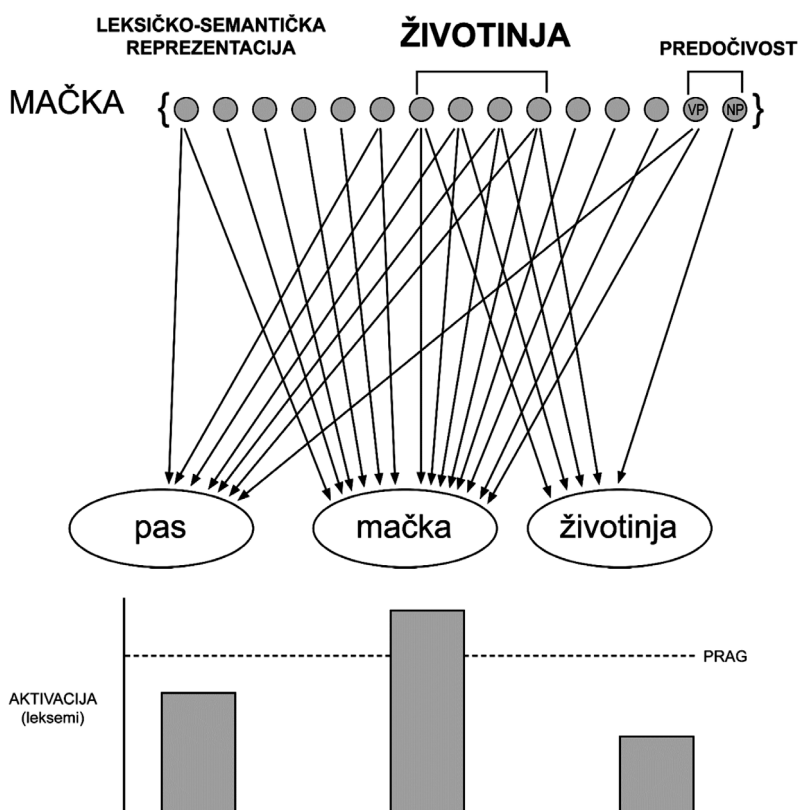 LEKSIČKO-SEMANTIČKA
REPREZENTACIJA
ŽIVOTINJA
PREDOČIVOST
MAČKA { VP NP }
pas mačka životinja
PRAG
AKTIVACIJA
(leksemi)